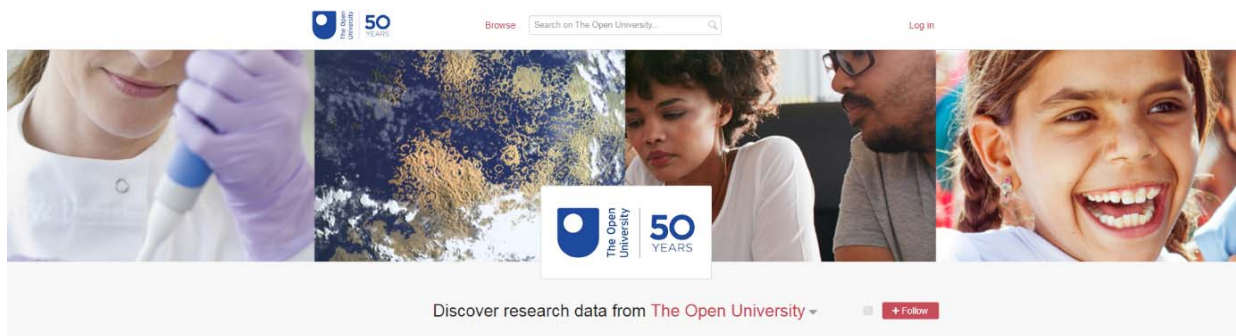 The Open
University
50
YEARS
Browse
Search on The Open University...
Log in
The Open
University
50
YEARS
Discover research data from The Open University
+ Follow